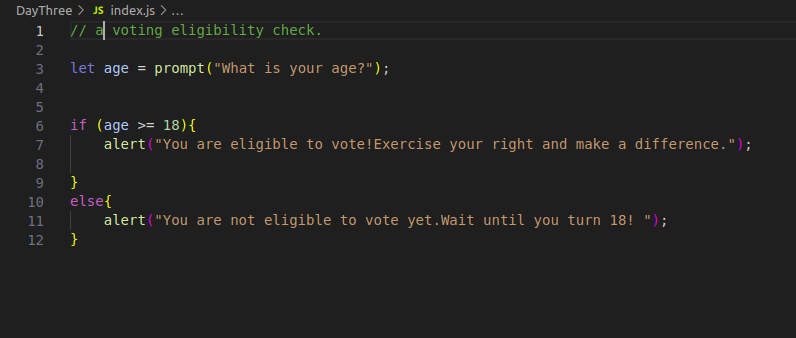 DayThree > JS index.js > ...
1 // a voting eligibility check.
2
3 let age = prompt("What is your age?");
4
5
6 if (age >= 18){
7     alert("You are eligible to vote!Exercise your right and make a difference.");
8
9 }
10 else{
11     alert("You are not eligible to vote yet.Wait until you turn 18! ");
12 }